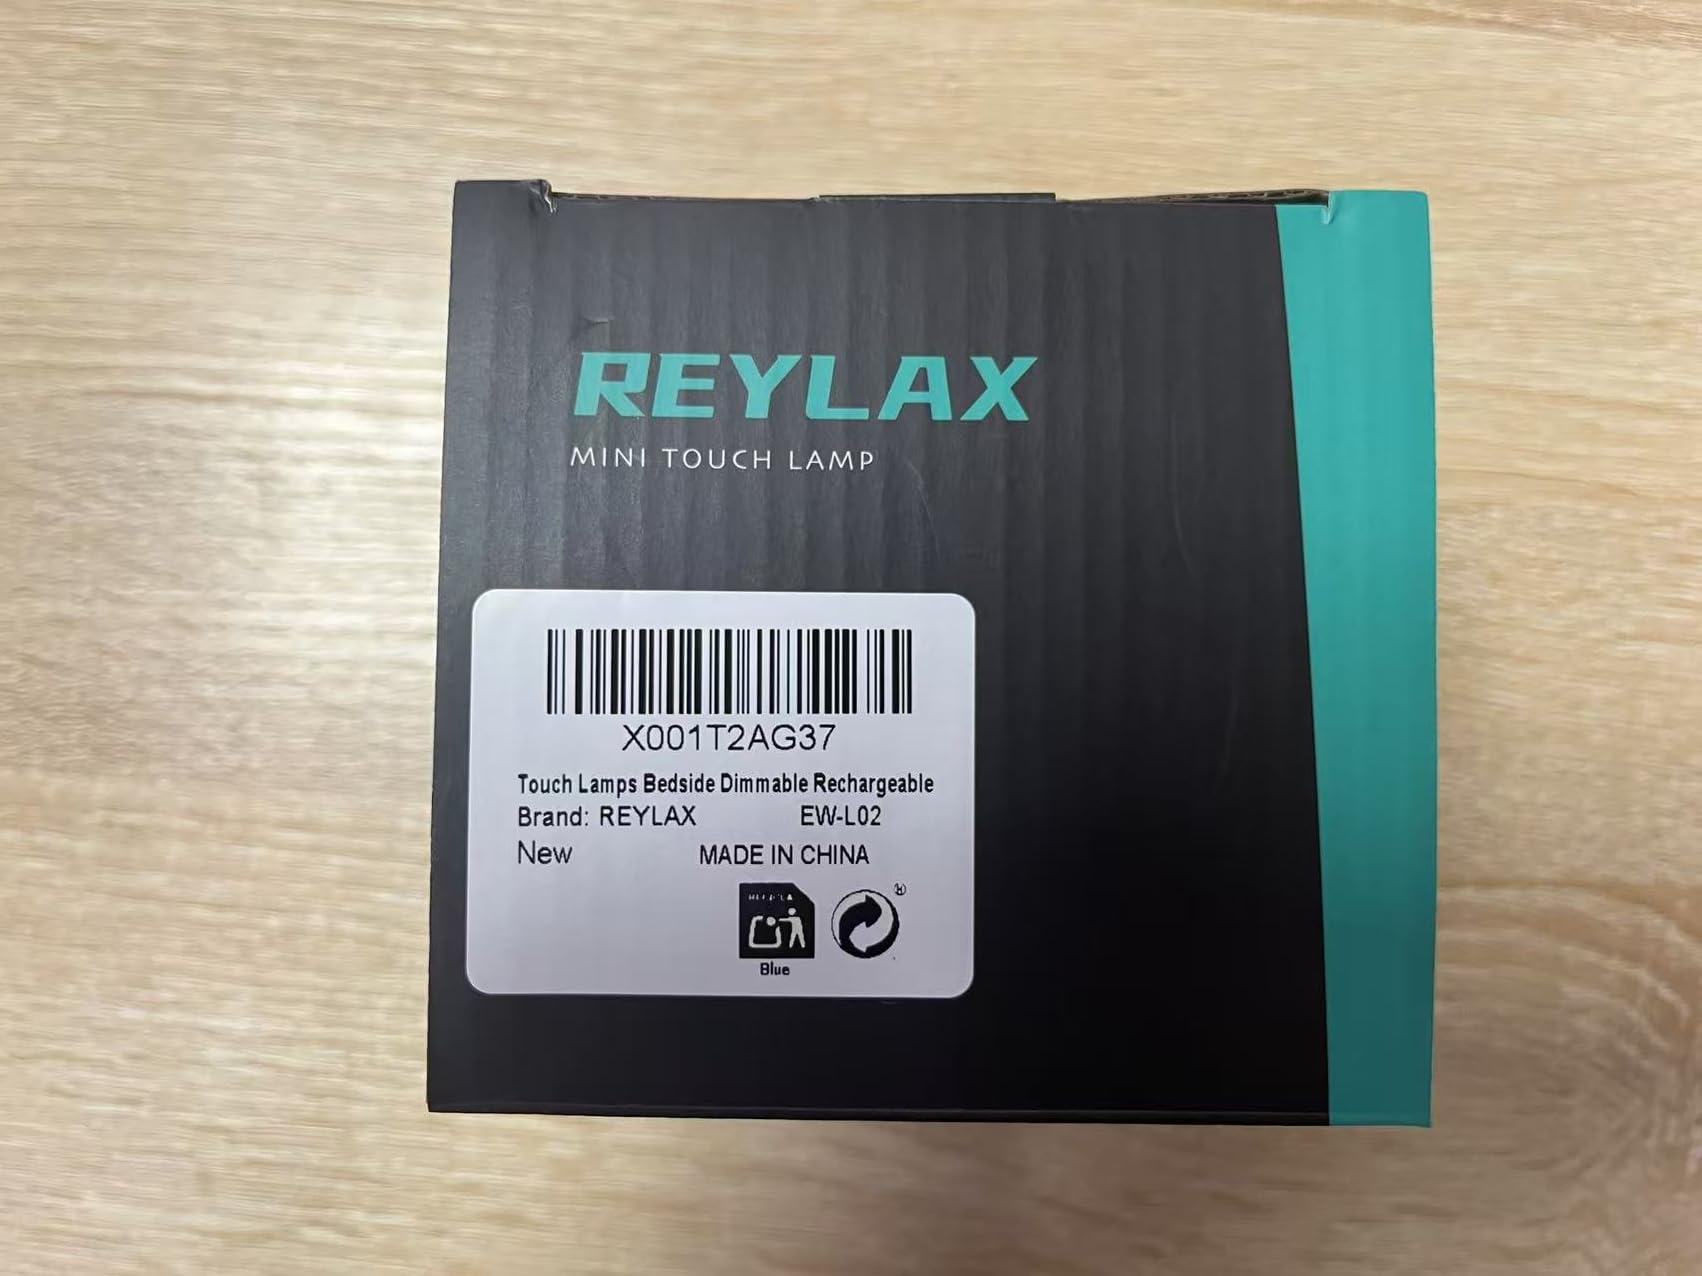 REYLAX
MINI TOUCH LAMP
X001T2AG37
Touch Lamps Bedside Dimmable Rechargeable
Brand: REYLAX EW-L02
New MADE IN CHINA
®
Blue